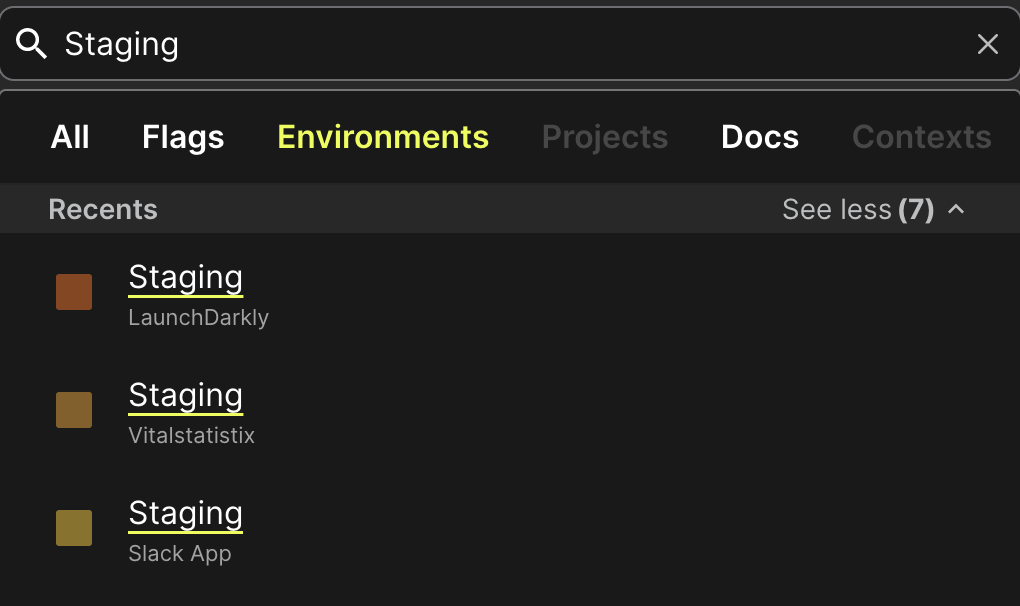 Staging
All Flags Environments Projects Docs Contexts
Recents See less (7)
Staging
LaunchDarkly
Staging
Vitalstatistix
Staging
Slack App